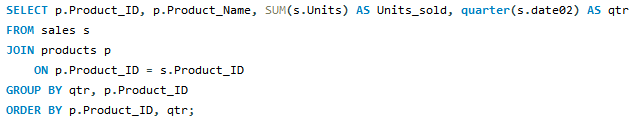 SELECT p.Product_ID, p.Product_Name, SUM(s.Units) AS Units_sold, quarter(s.date02) AS qtr
FROM sales s
JOIN products p
    ON p.Product_ID = s.Product_ID
GROUP BY qtr, p.Product_ID
ORDER BY p.Product_ID, qtr;